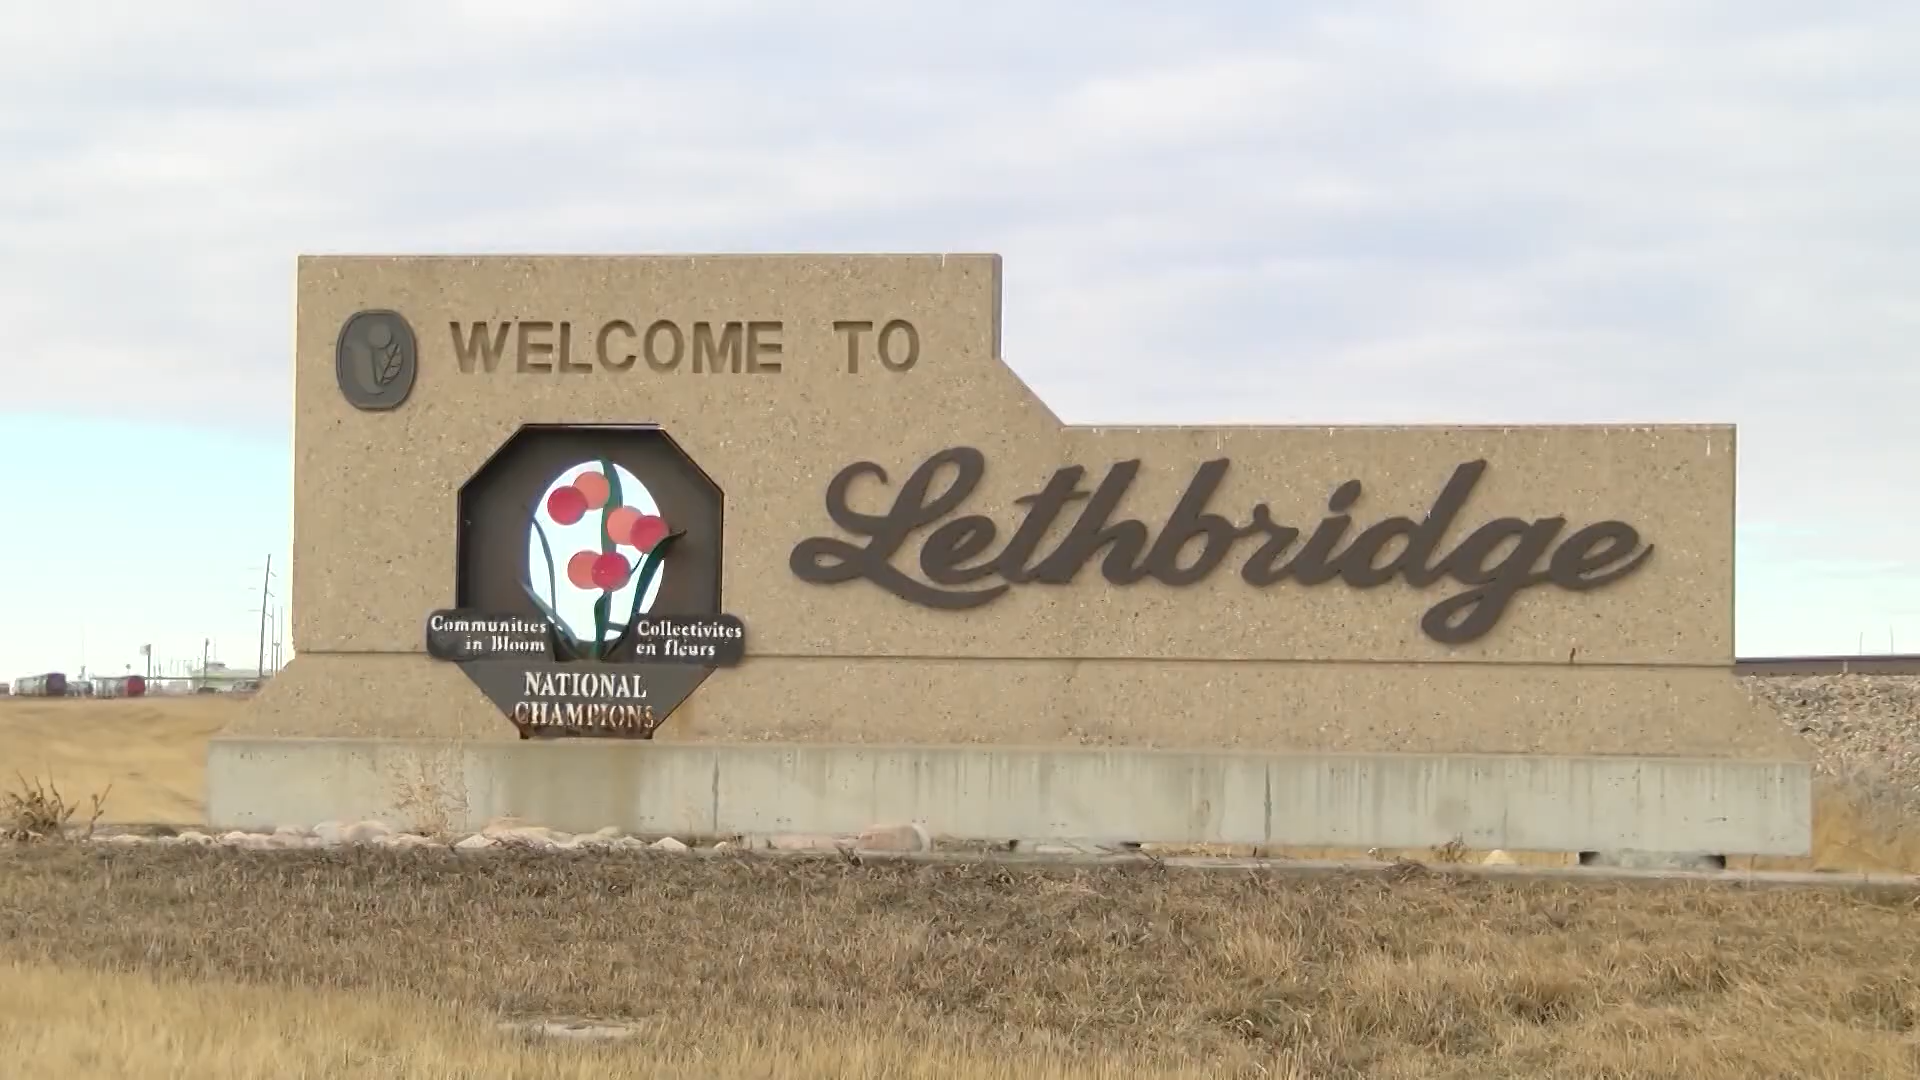 WELCOME TO
Lethbridge
Communities
in Bloom
Collectivites
en fleurs
NATIONAL
CHAMPIONS